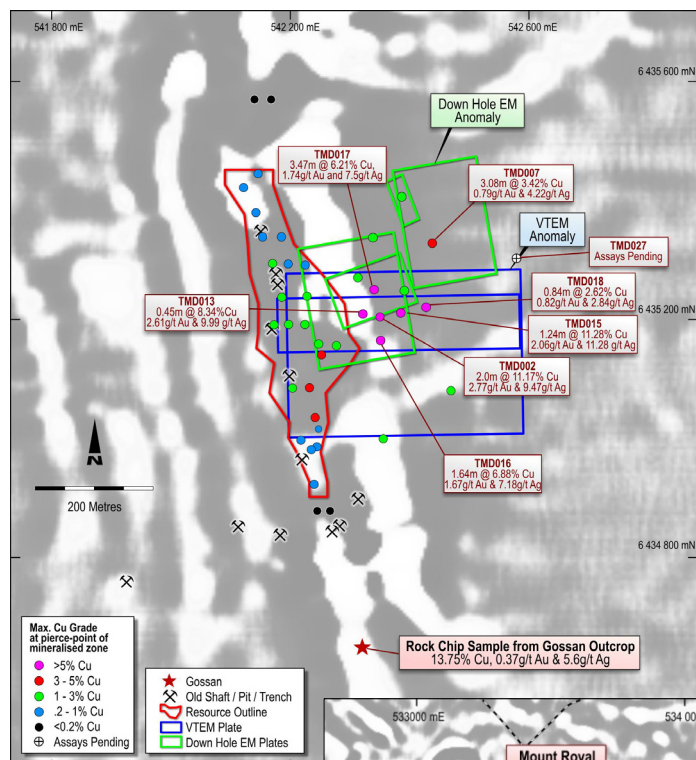 541 800 mE
542 200 mE
542 600 mE
6 435 600 mN
Down Hole EM
Anomaly
TMD017
3.47m @ 6.21% Cu,
1.74g/t Au and 7.5g/t Ag
TMD007
3.08m @ 3.42% Cu
0.79g/t Au & 4.22g/t Ag
VTEM
Anomaly
TMD027
Assays Pending
TMD018
0.84m @ 2.62% Cu
0.82g/t Au & 2.84g/t Ag
TMD013
0.45m @ 8.34%Cu
2.61g/t Au & 9.99 g/t Ag
6 435 200 mN
TMD015
1.24m @ 11.28% Cu
2.06g/t Au & 11.28 g/t Ag
TMD002
2.0m @ 11.17% Cu
2.77g/t Au & 9.47g/t Ag
TMD016
1.64m @ 6.88% Cu
1.67g/t Au & 7.18g/t Ag
N
200 Metres
6 434 800 mN
Max. Cu Grade
at pierce-point of
mineralised zone
>5% Cu
3 - 5% Cu
1 - 3% Cu
.2 - 1% Cu
<0.2% Cu
Assays Pending
Gossan
Old Shaft / Pit / Trench
Resource Outline
VTEM Plate
Down Hole EM Plates
Rock Chip Sample from Gossan Outcrop
13.75% Cu, 0.37g/t Au & 5.6g/t Ag
533000 mE
534 00
Mount Royal